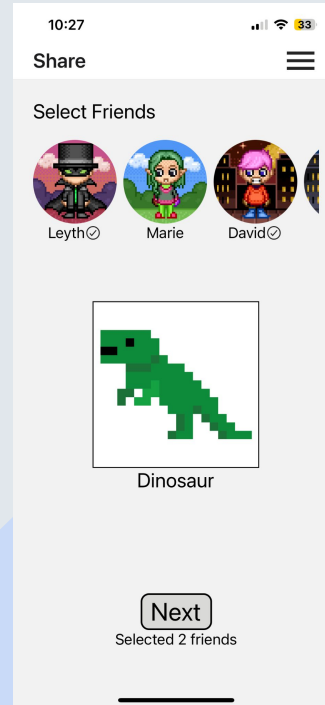 10:27
33
Share
Select Friends
Leyth
Marie
David
Dinosaur
Next
Selected 2 friends